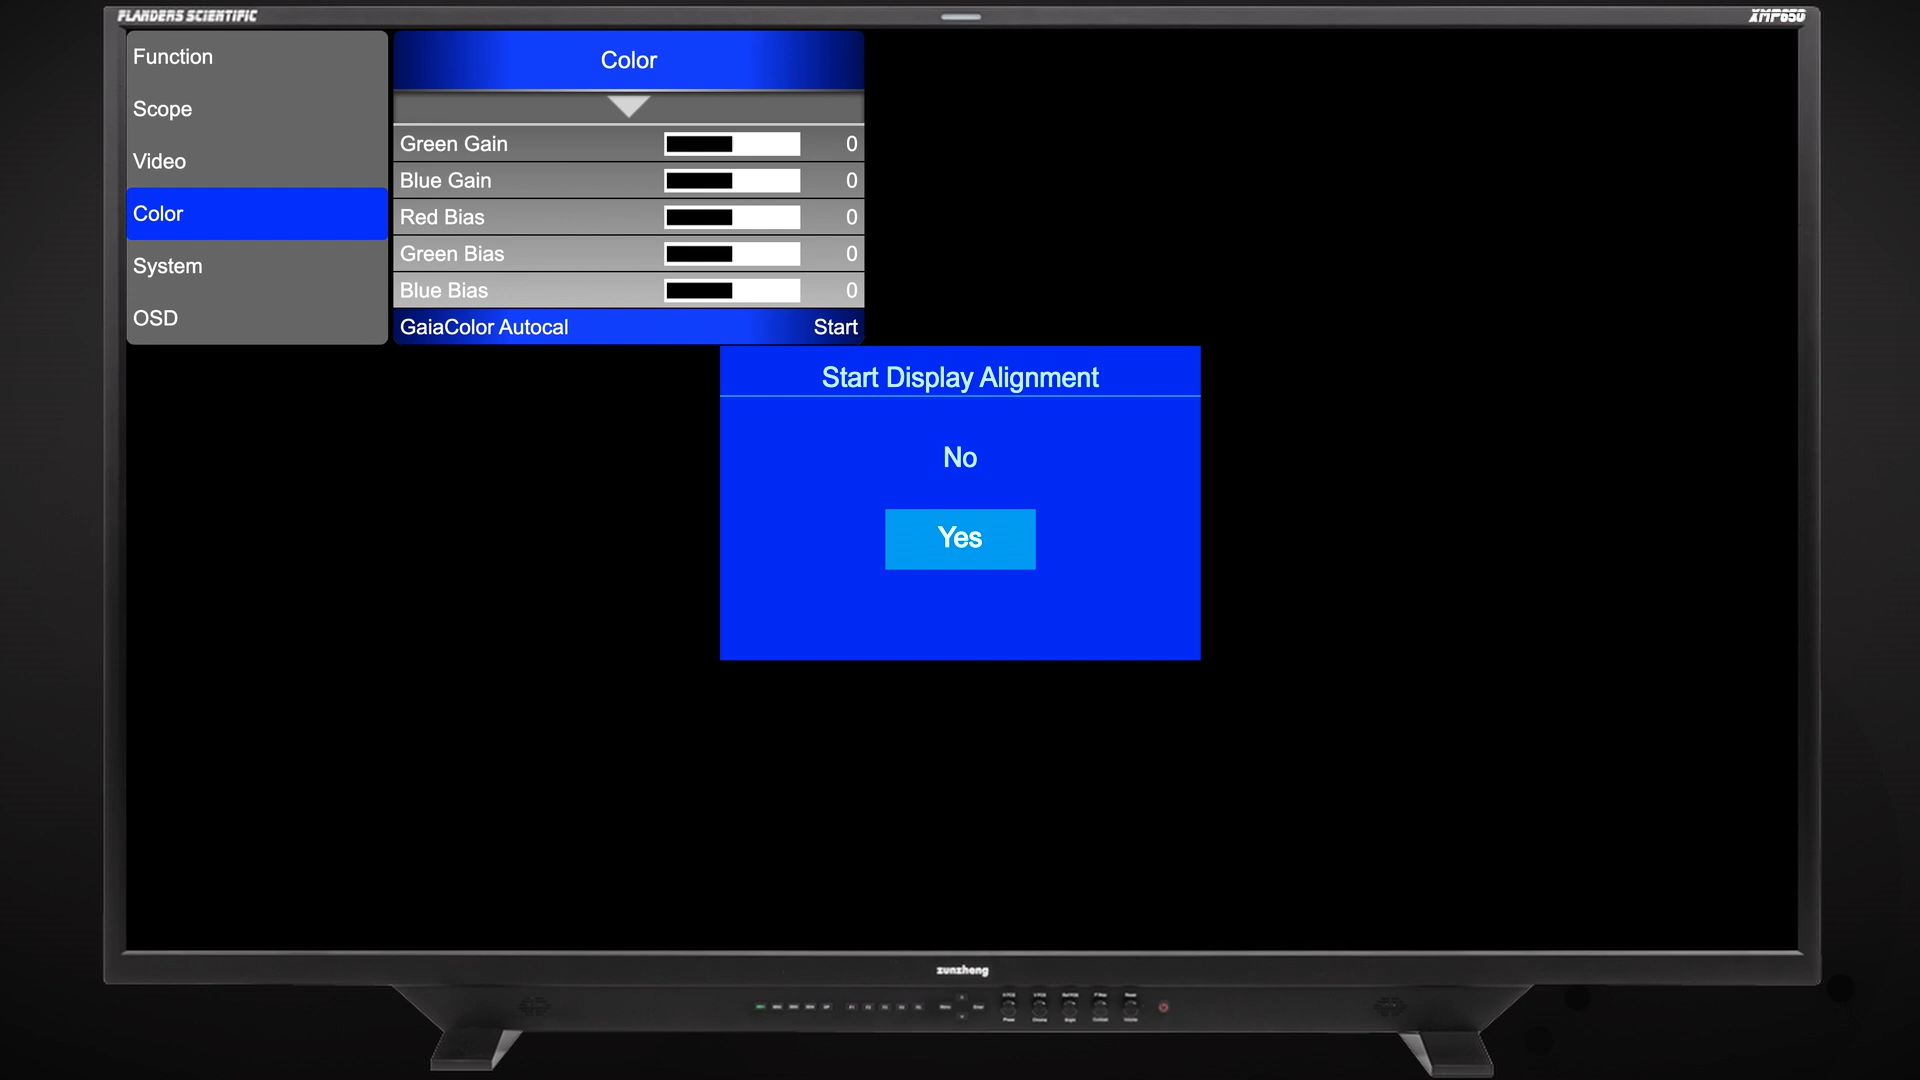 FLANDERS SCIENTIFIC
XMP650
Function
Scope
Video
Color
System
OSD
Color
Green Gain 0
Blue Gain 0
Red Bias 0
Green Bias 0
Blue Bias 0
GaiaColor Autocal Start
Start Display Alignment
No
Yes
zunzheng